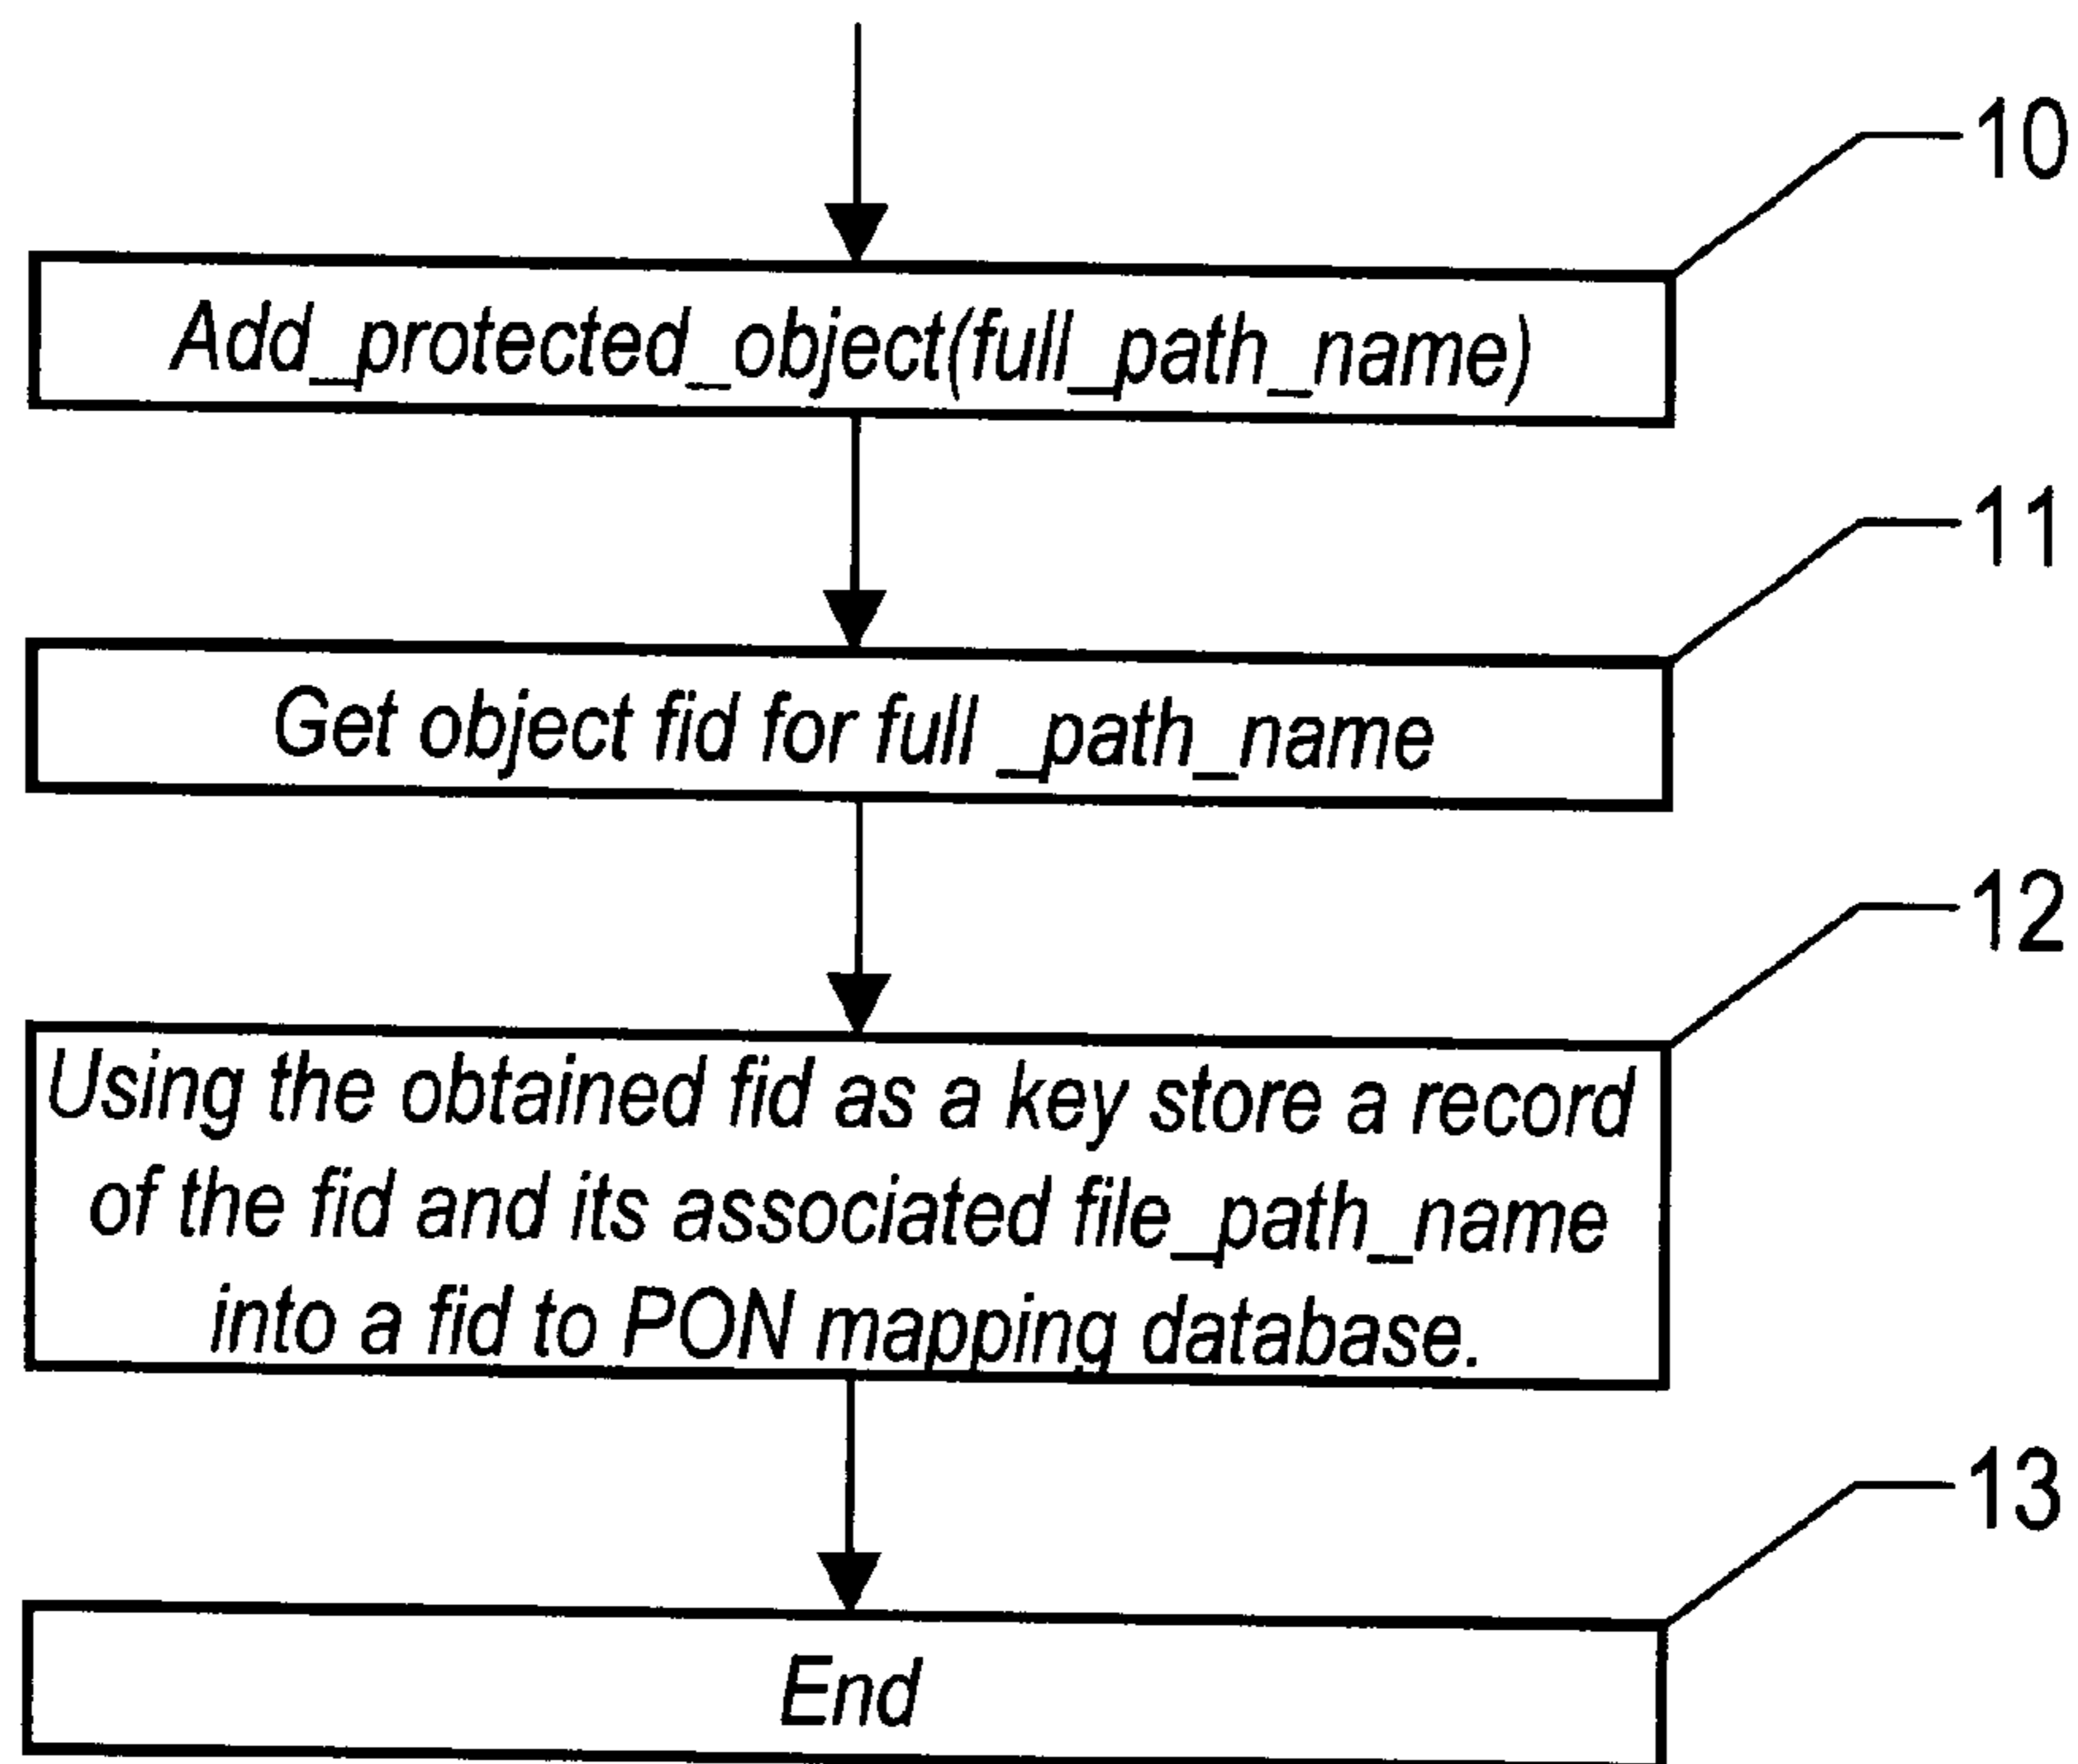 10
Add_protected_object(full_path_name)
11
Get object fid for full _path_name
12
Using the obtained fid as a key store a record
of the fid and its associated file_path_name
into a fid to PON mapping database.
13
End